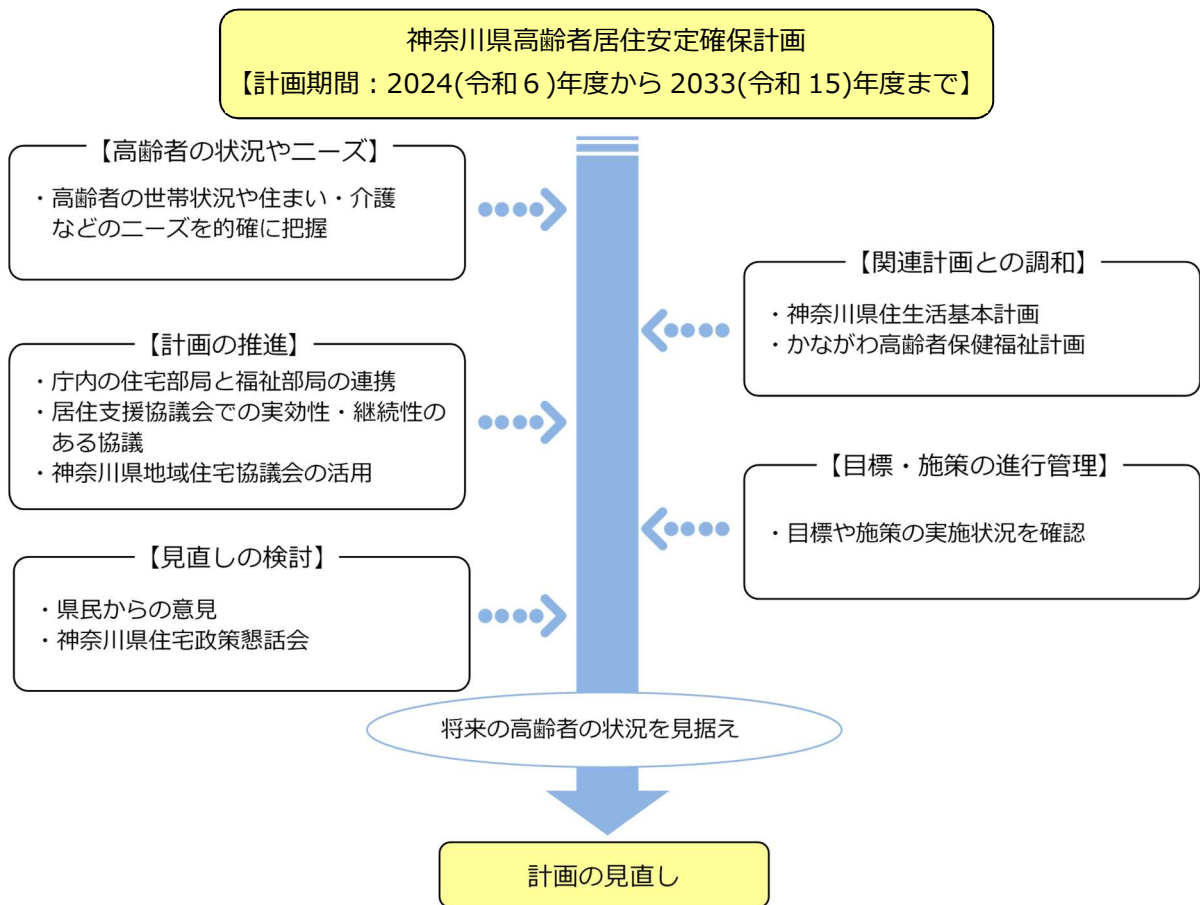 神奈川県高齢者居住安定確保計画
【計画期間：2024(令和６)年度から 2033(令和 15)年度まで】
【高齢者の状況やニーズ】
・高齢者の世帯状況や住まい・介護
などのニーズを的確に把握
【関連計画との調和】
・神奈川県住生活基本計画
・かながわ高齢者保健福祉計画
【計画の推進】
・庁内の住宅部局と福祉部局の連携
・居住支援協議会での実効性・継続性の
ある協議
・神奈川県地域住宅協議会の活用
【目標・施策の進行管理】
・目標や施策の実施状況を確認
【見直しの検討】
・県民からの意見
・神奈川県住宅政策懇話会
将来の高齢者の状況を見据え
計画の見直し